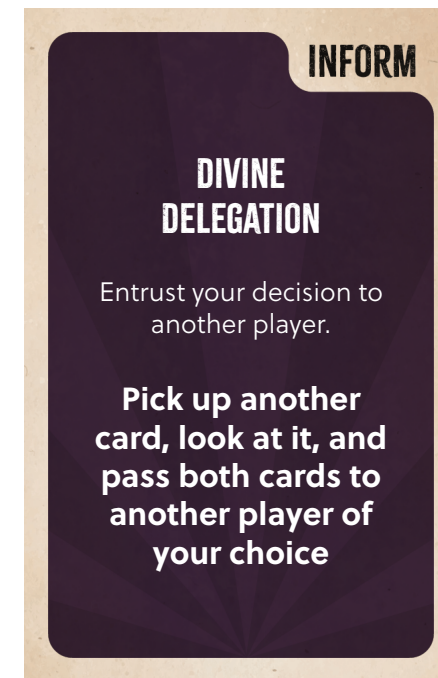 INFORM
DIVINE
DELEGATION
Entrust your decision to
another player.
Pick up another
card, look at it, and
pass both cards to
another player of
your choice